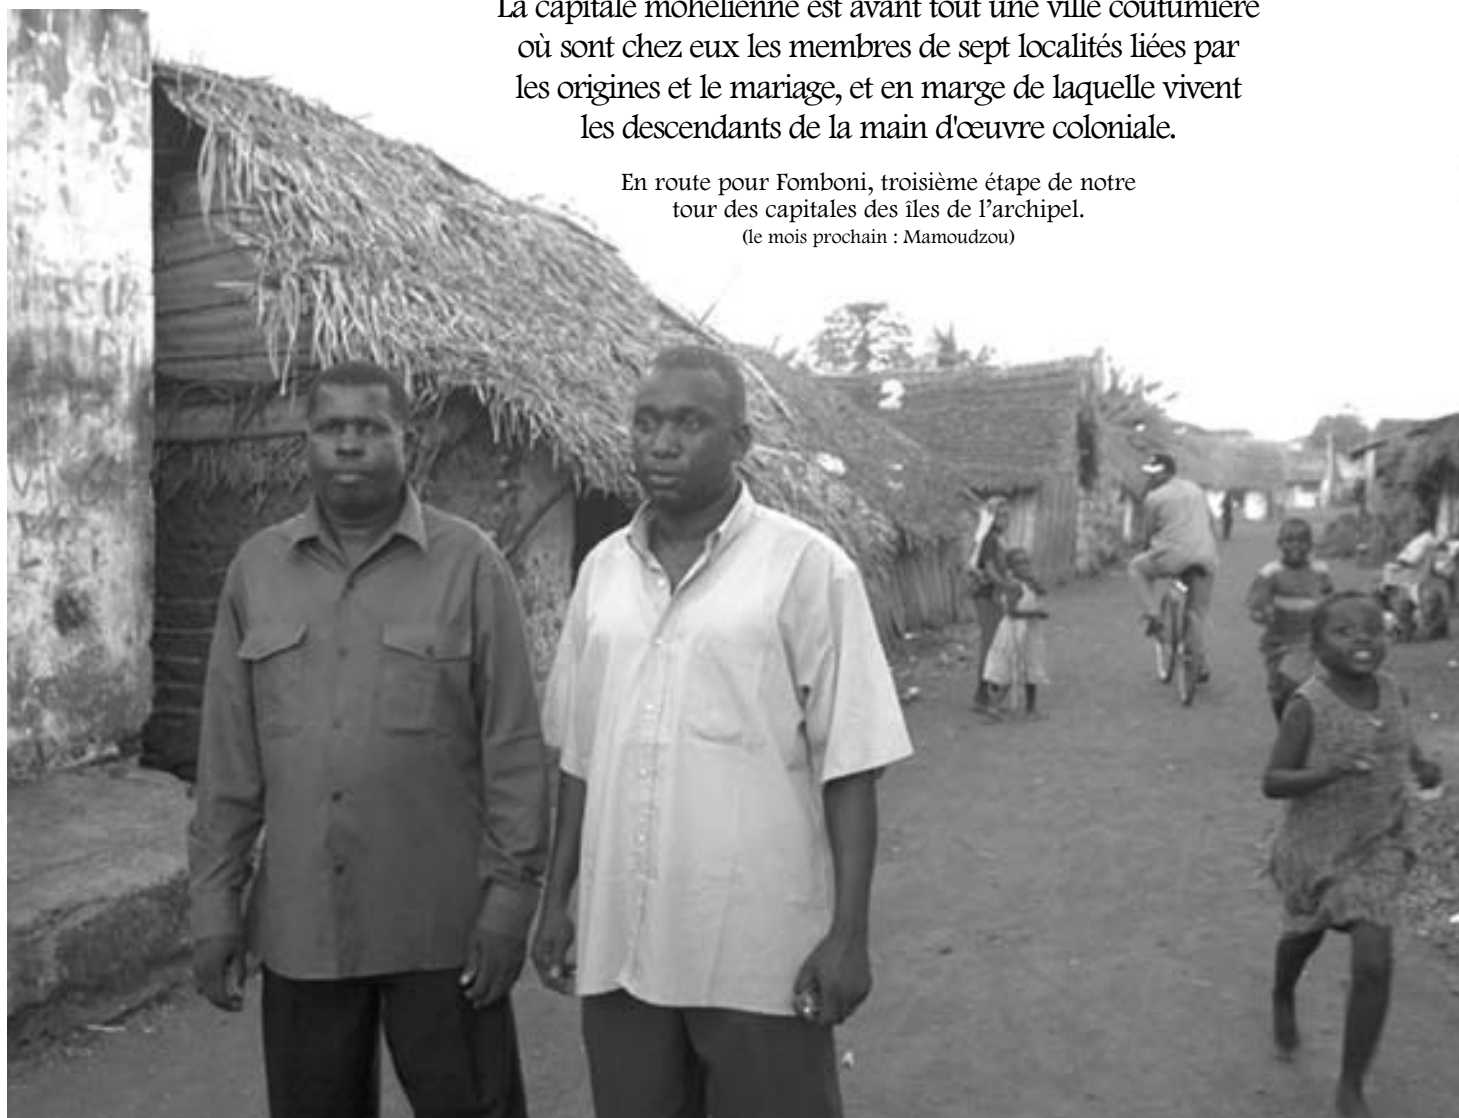 La capitale mohélienne est avant tout une ville coutumière
où sont chez eux les membres de sept localités liées par
les origines et le mariage, et en marge de laquelle vivent
les descendants de la main d'œuvre coloniale.
En route pour Fomboni, troisième étape de notre
tour des capitales des îles de l’archipel.
(le mois prochain : Mamoudzou)